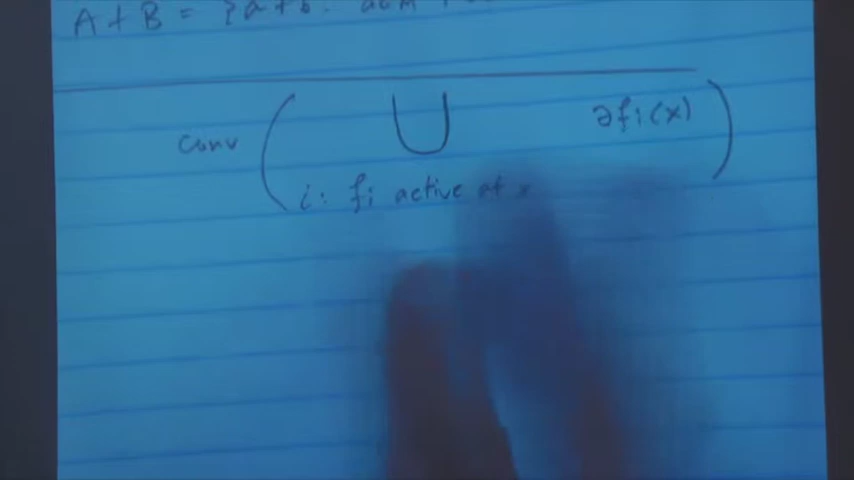 A + B = {a + b :
conv ( ∪ ∂fi(x) )
i: fi active at x